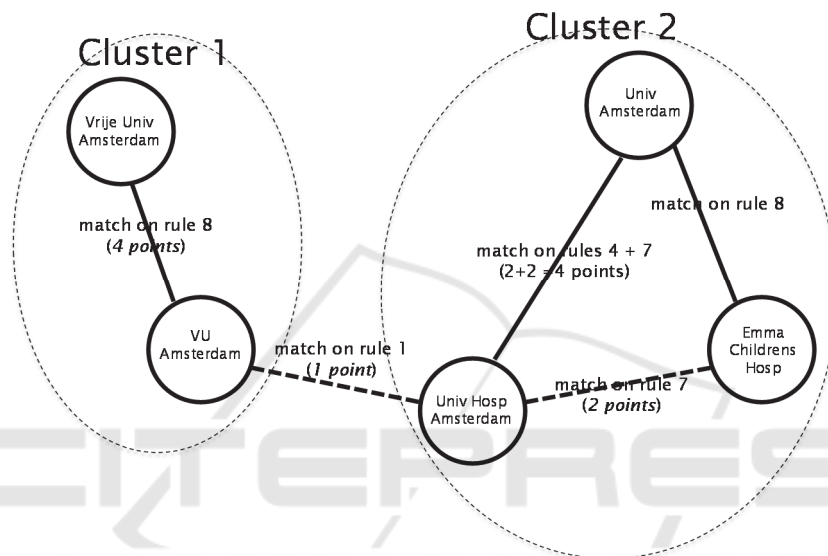 Cluster 1
Cluster 2
Vrije Univ
Amsterdam
Univ
Amsterdam
match on rule 8
(4 points)
match on rule 8
match on rules 4 + 7
(2+2 =4 points)
VU
Amsterdam
match on rule 1
(1 point)
Emma
Childrens
Hosp
match on rule 7
(2 points)
Univ Hosp
Amsterdam
CITEPRES